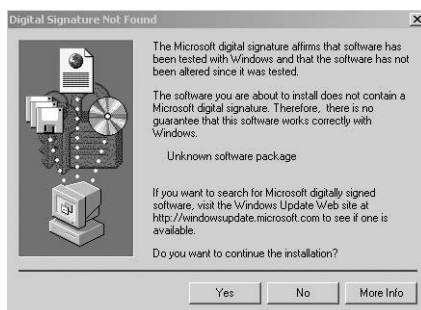 Digital Signature Not Found
The Microsoft digital signature affirms that software has
been tested with Windows and that the software has not
been altered since it was tested.
The software you are about to install does not contain a
Microsoft digital signature. Therefore, there is no
guarantee that this software works correctly with
Windows.
Unknown software package
If you want to search for Microsoft digitally signed
software, visit the Windows Update Web site at
http://windowsupdate.microsoft.com to see if one is
available.
Do you want to continue the installation?
Yes No More Info